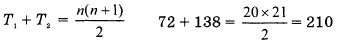 T₁ + T₂ = n(n+1)/2   72 + 138 = 20 × 21/2 = 210